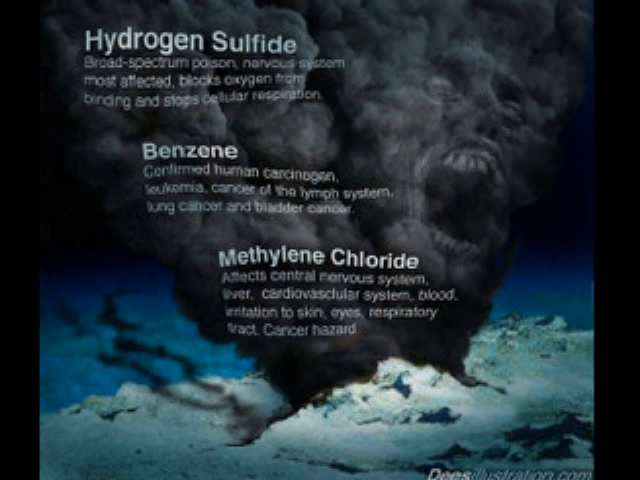 Hydrogen Sulfide
Broad-spectrum poison, nervous system
most affected, blocks oxygen from
binding and stops cellular respiration.
Benzene
Confirmed human carcinogen,
leukemia, cancer of the lymph system,
lung cancer and bladder cancer.
Methylene Chloride
Affects central nervous system,
liver, cardiovasclular system, blood,
irritation to skin, eyes, respiratory
tract. Cancer hazard
Deesillustration.com